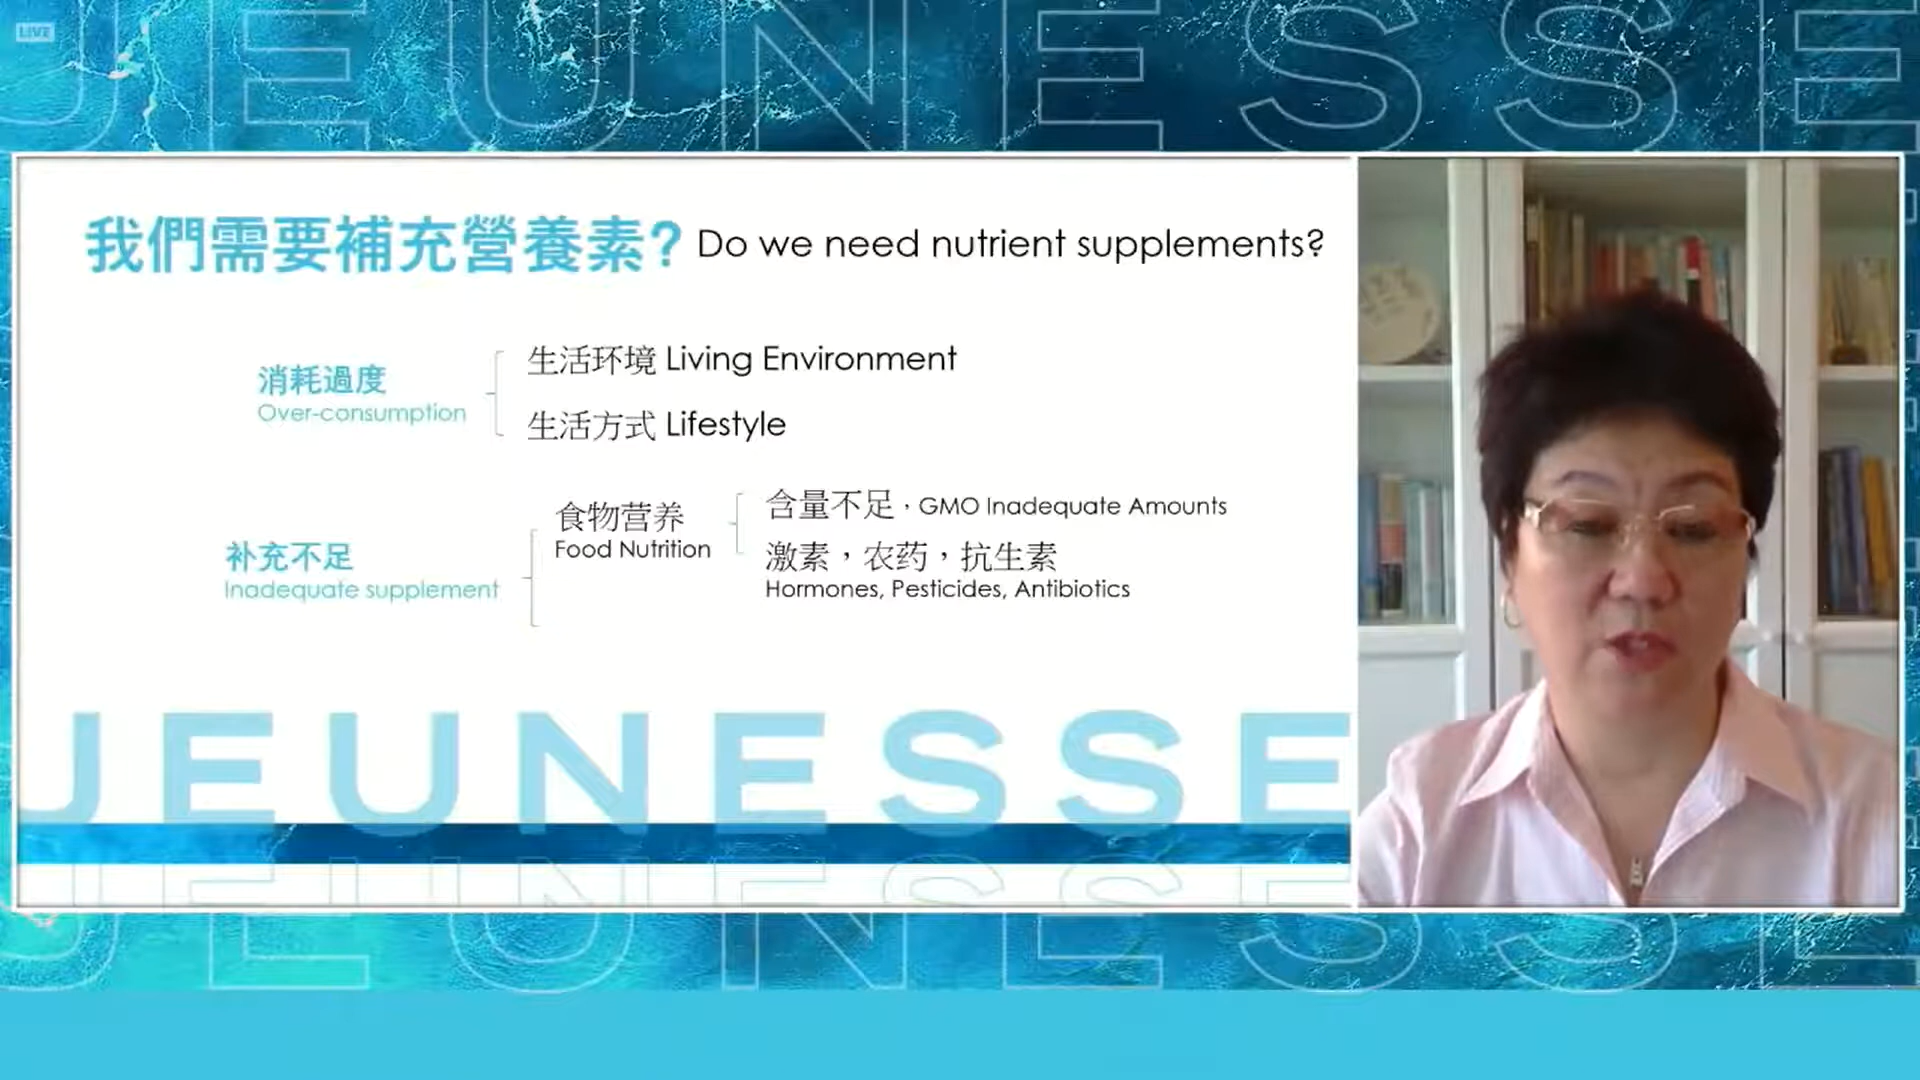 LIVE
JEUNESSE
我們需要補充營養素? Do we need nutrient supplements?
消耗過度
Over-consumption
生活环境 Living Environment
生活方式 Lifestyle
补充不足
Inadequate supplement
食物营养
Food Nutrition
含量不足，GMO Inadequate Amounts
激素，农药，抗生素
Hormones, Pesticides, Antibiotics
JEUNESSE
JEUNESSE